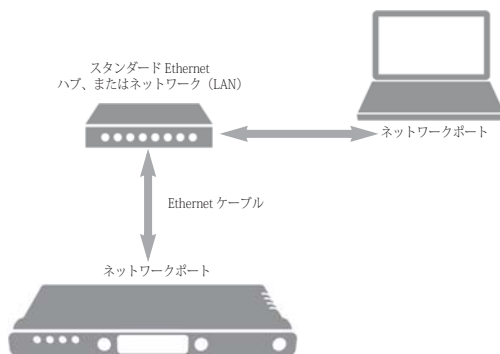 スタンダード Ethernet
ハブ、またはネットワーク（LAN）
ネットワークポート
Ethernet ケーブル
ネットワークポート